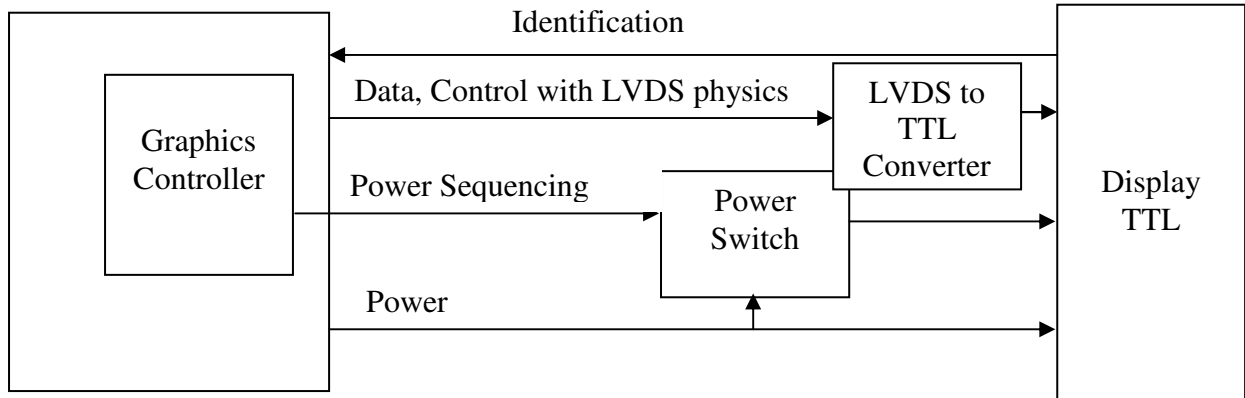 Identification
Data, Control with LVDS physics
LVDS to
TTL
Converter
Graphics
Controller
Power Sequencing
Power
Switch
Display
TTL
Power